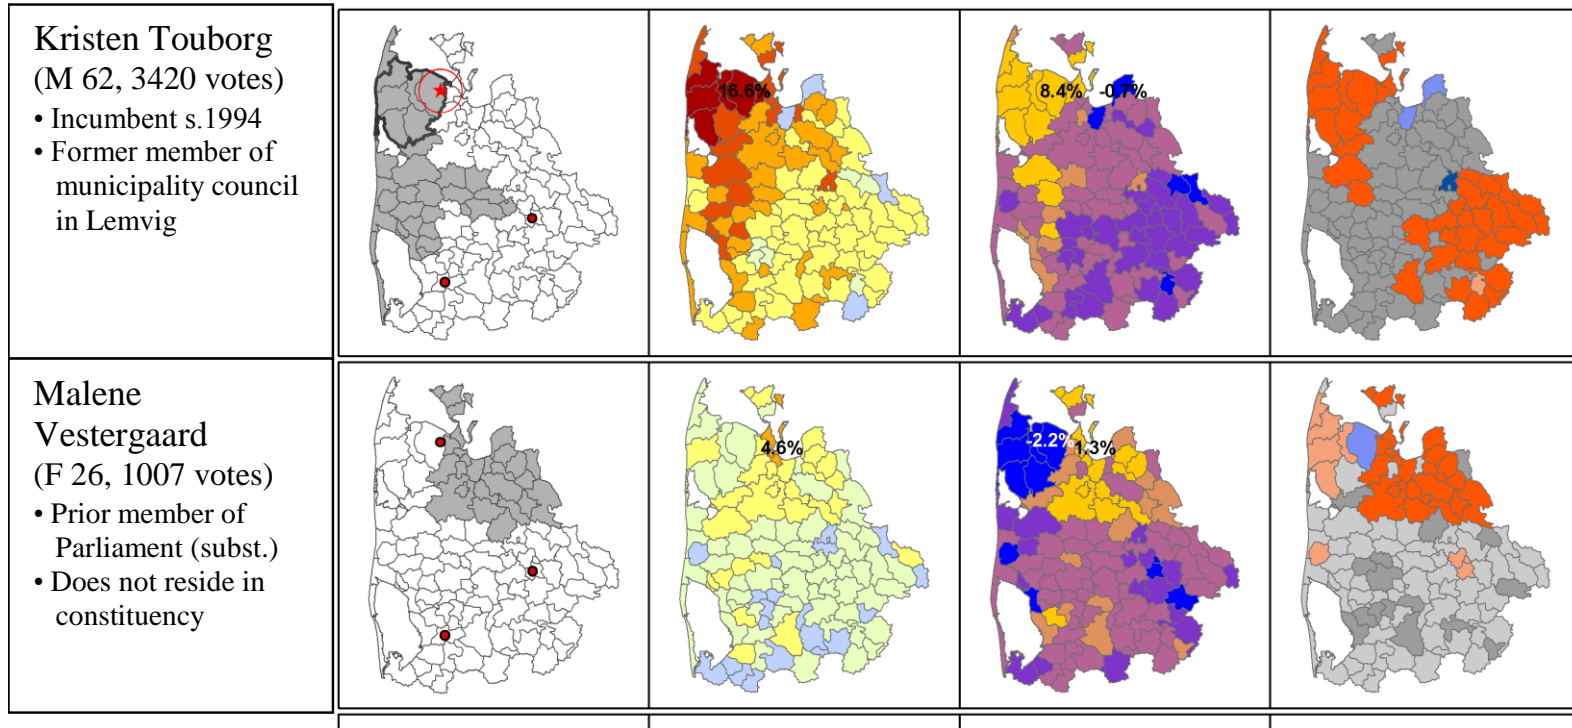 Kristen Touborg
(M 62, 3420 votes)
• Incumbent s.1994
• Former member of
municipality council
in Lemvig
16.6%
8.4%
-0.7%
Malene
Vestergaard
(F 26, 1007 votes)
• Prior member of
Parliament (subst.)
• Does not reside in
constituency
4.6%
-2.2%
1.3%